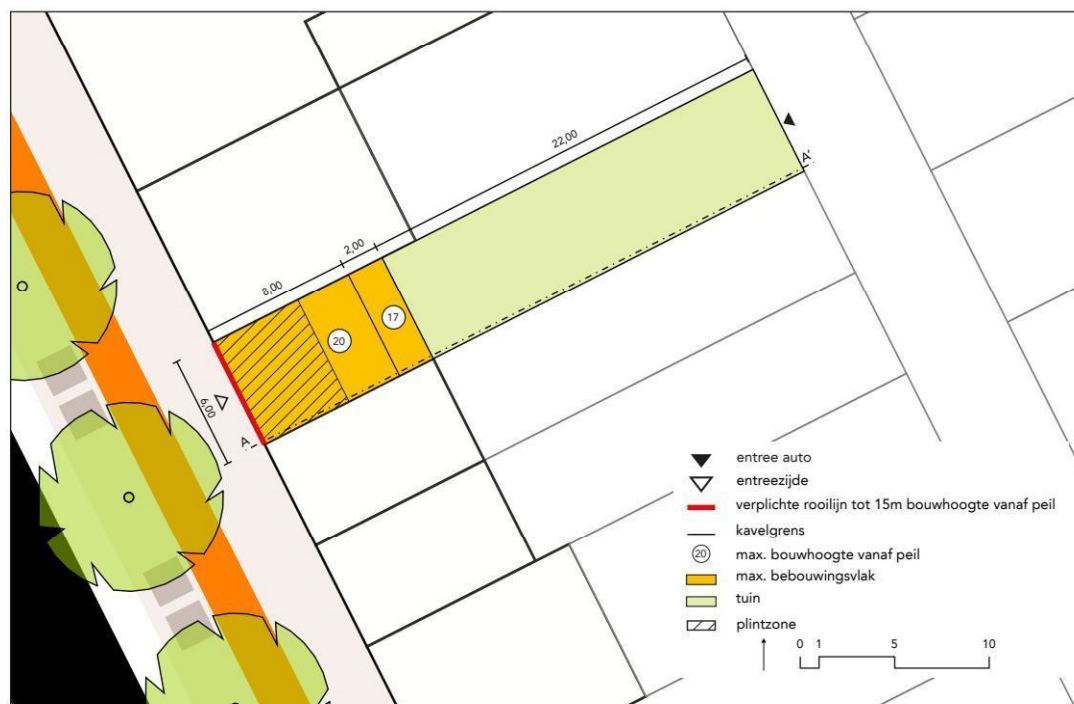 22,00
A'
2,00
8,00
17
20
6,00
A
entree auto
entreezijde
verplichte rooilijn tot 15m bouwhoogte vanaf peil
kavelgrens
20 max. bouwhoogte vanaf peil
max. bebouwingsvlak
tuin
plintzone
0 1 5 10